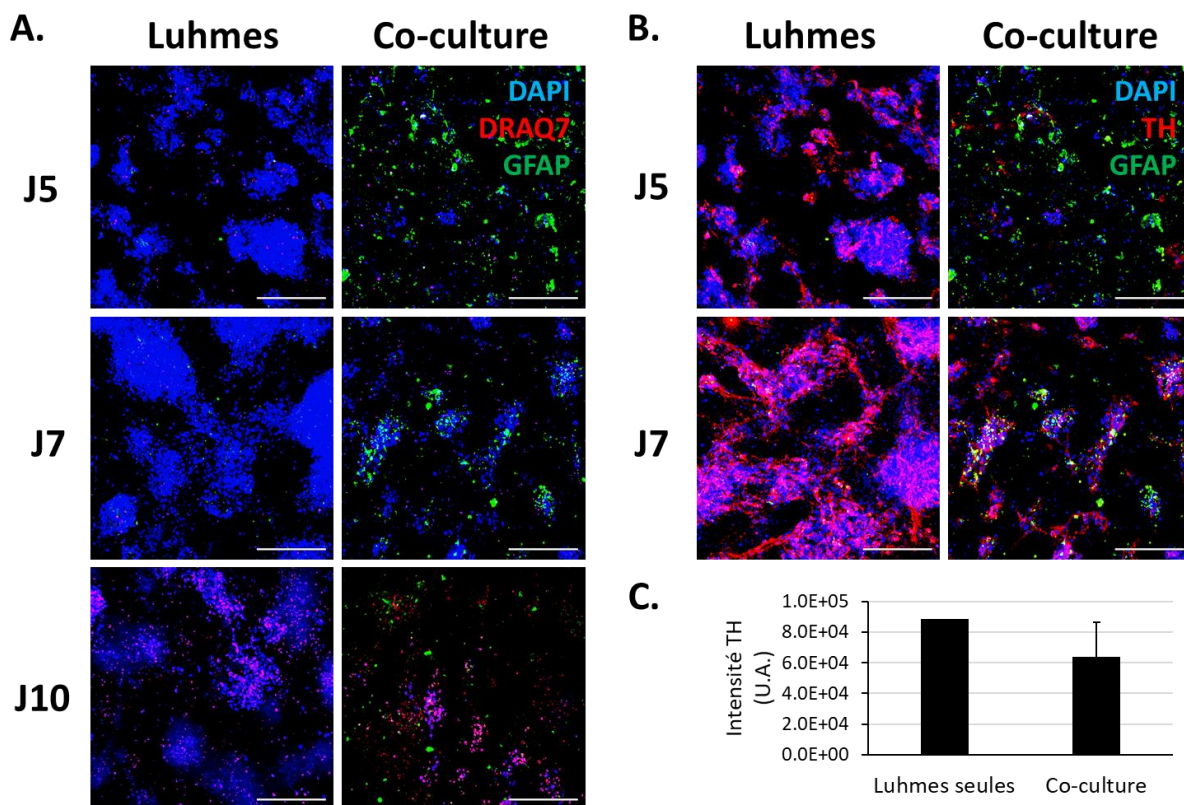 A.
Luhmes
Co-culture
J5
DAPI
DRAQ7
GFAP
J7
J10
B.
Luhmes
Co-culture
J5
DAPI
TH
GFAP
J7
C.
Intensité TH
(U.A.)
1.0E+05
8.0E+04
6.0E+04
4.0E+04
2.0E+04
0.0E+00
Luhmes seules
Co-culture